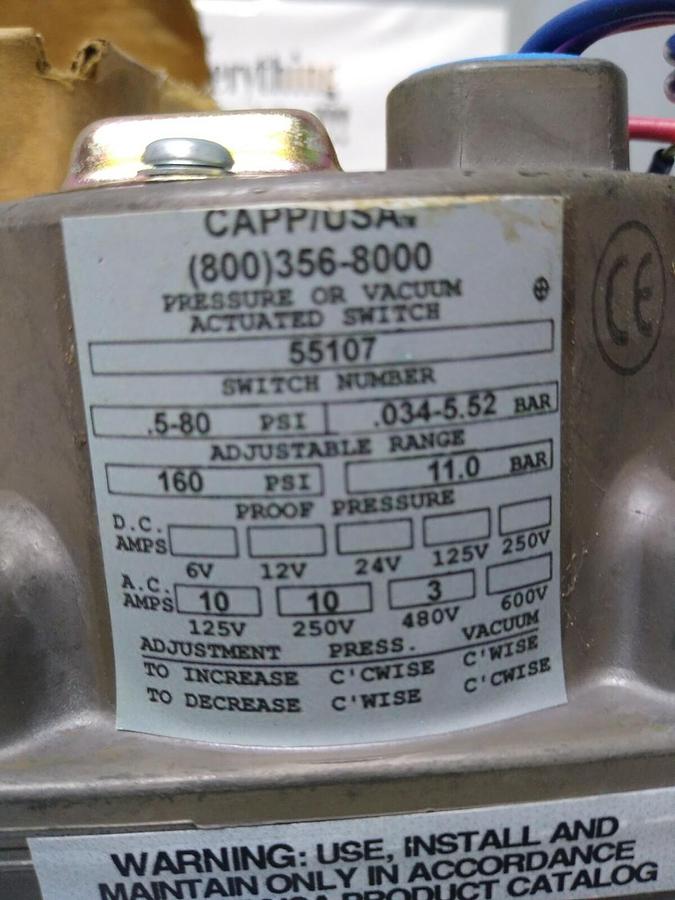 erything
CAPP/USA
(800)356-8000
PRESSURE OR VACUUM
ACTUATED SWITCH
55107
SWITCH NUMBER
.5-80 PSI .034-5.52 BAR
ADJUSTABLE RANGE
160 PSI 11.0 BAR
PROOF PRESSURE
D.C.
AMPS
6V 12V 24V 125V 250V
A.C.
AMPS 10 10 3
125V 250V 480V 600V
ADJUSTMENT PRESS. VACUUM
TO INCREASE C'CWISE C'WISE
TO DECREASE C'WISE C'CWISE
CE
WARNING: USE, INSTALL AND
MAINTAIN ONLY IN ACCORDANCE
PRODUCT CATALOG